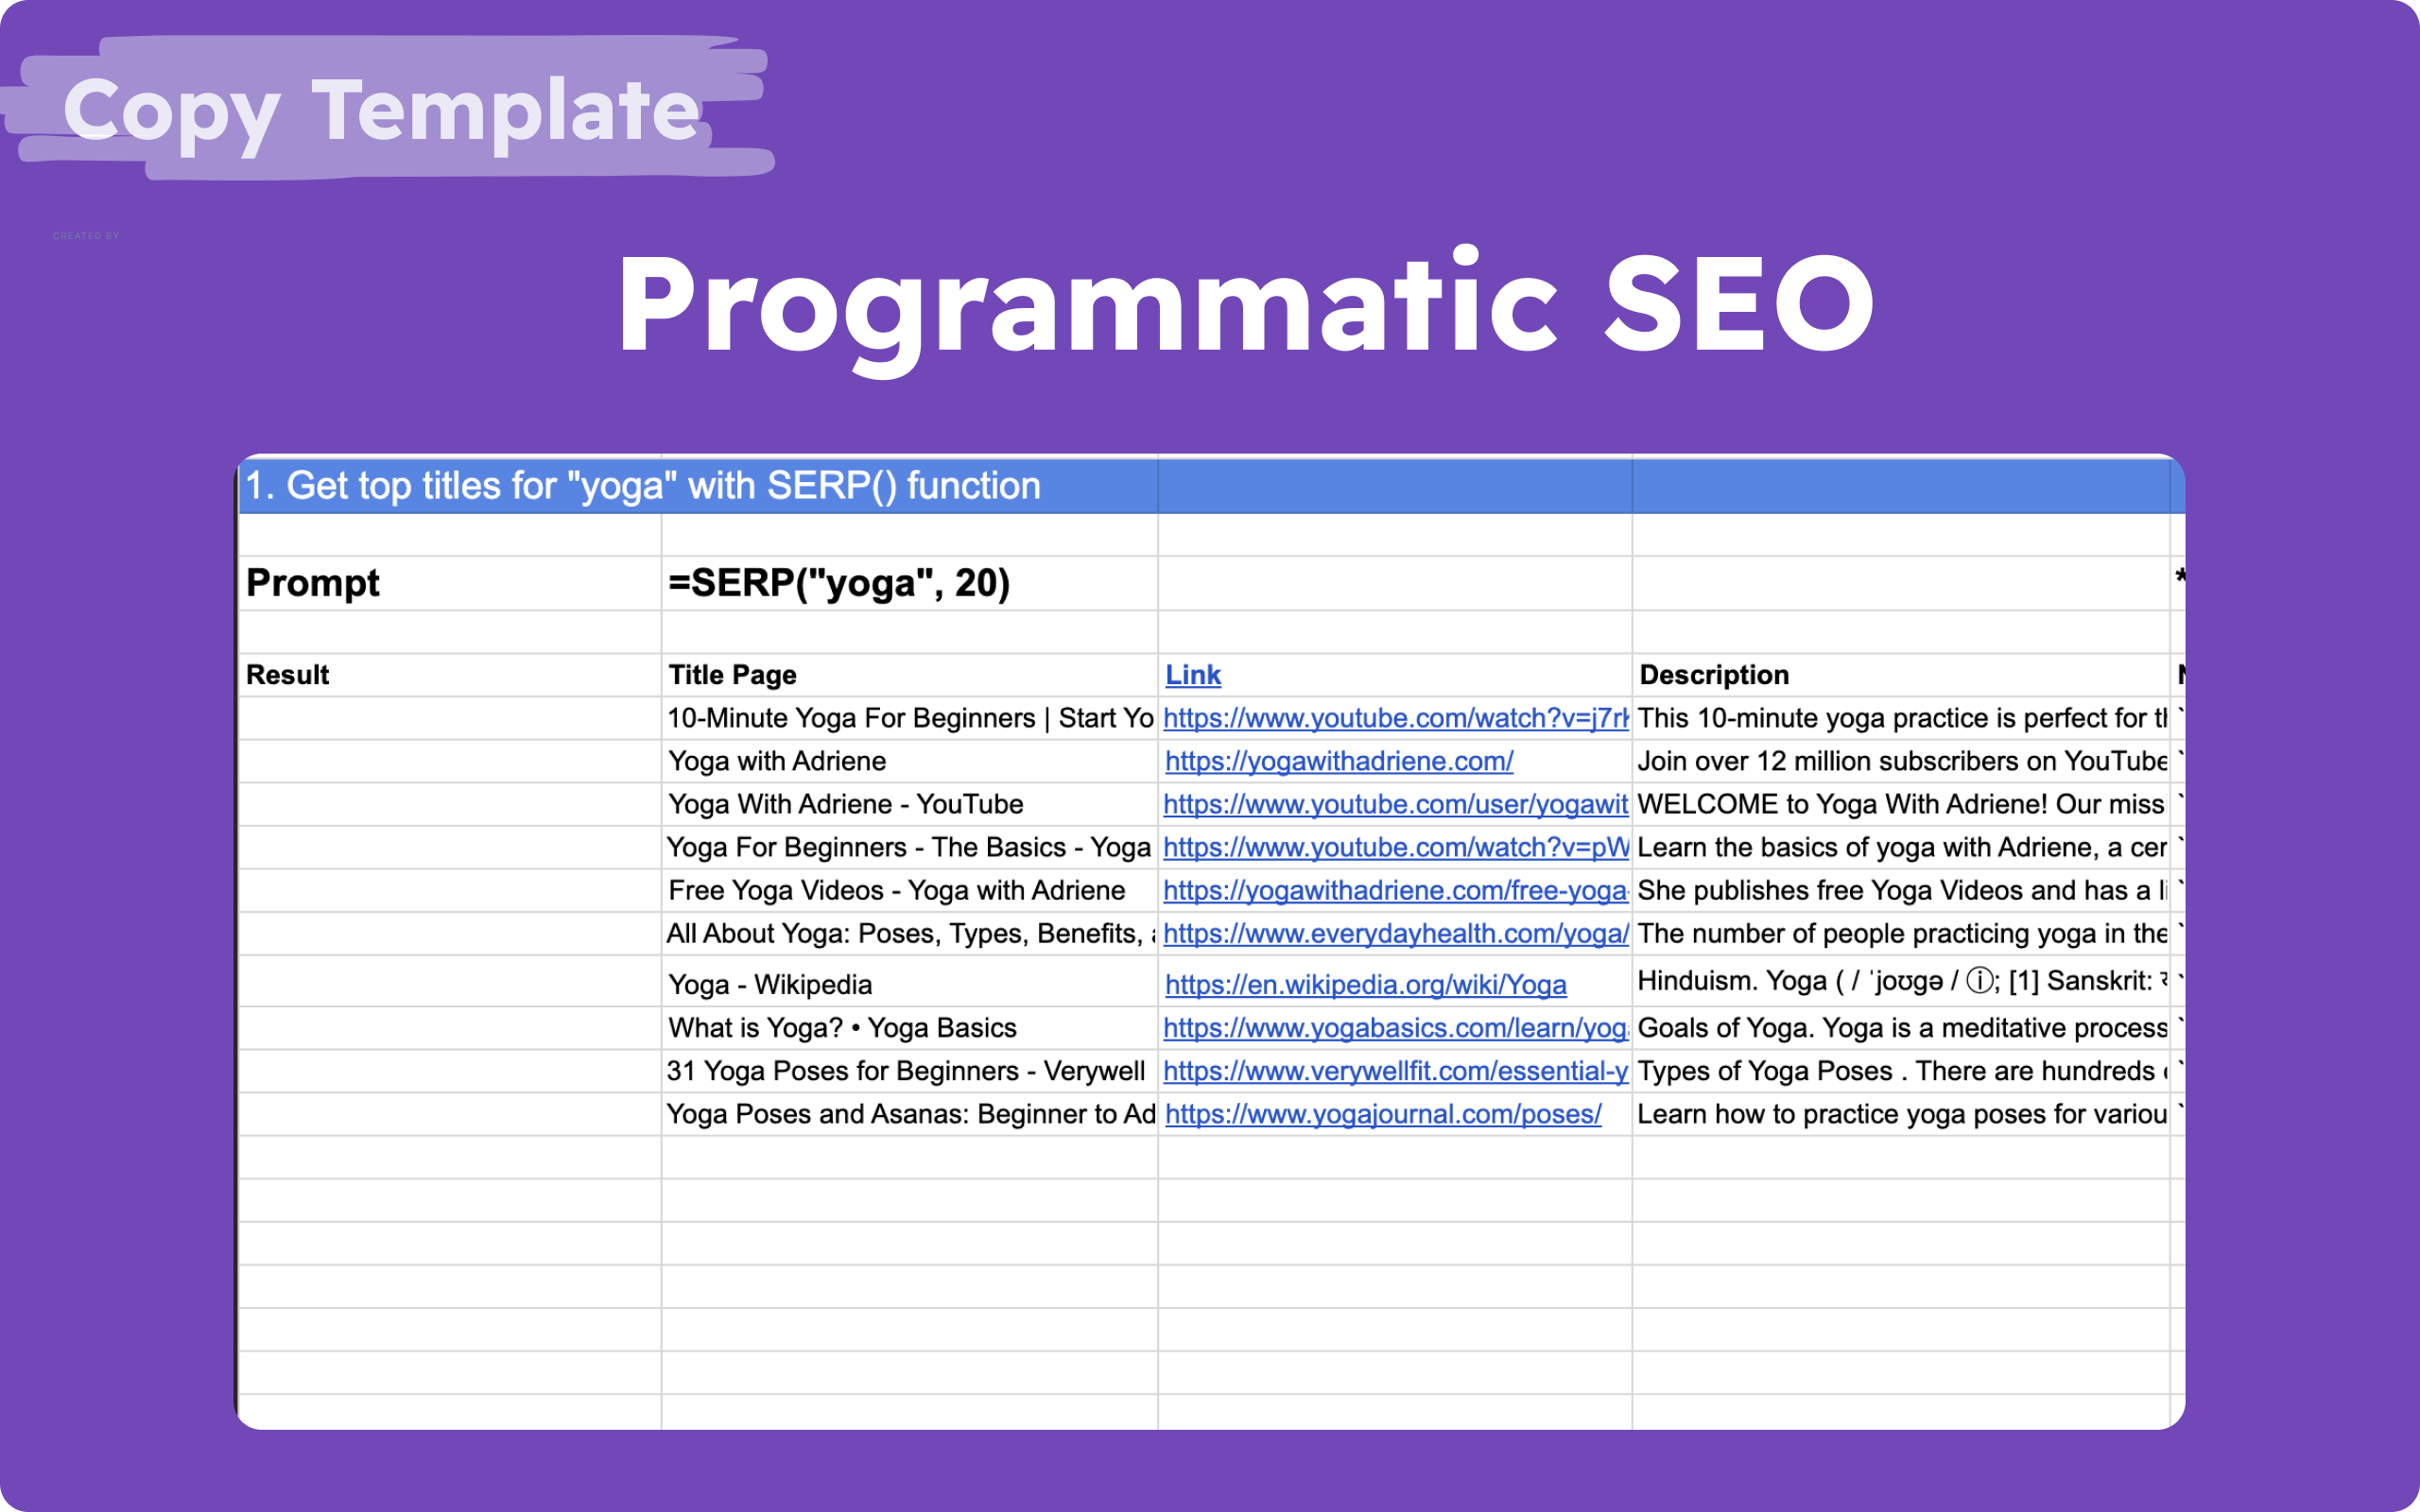 Copy Template
CREATED BY
Programmatic SEO
1. Get top titles for "yoga" with SERP() function
Prompt =SERP("yoga", 20) *
Result Title Page Link Description
10-Minute Yoga For Beginners | Start Yo https://www.youtube.com/watch?v=j7r This 10-minute yoga practice is perfect for
Yoga with Adriene https://yogawithadriene.com/ Join over 12 million subscribers on YouTube `
Yoga With Adriene - YouTube https://www.youtube.com/user/yogawit WELCOME to Yoga With Adriene! Our miss `
Yoga For Beginners - The Basics - Yoga https://www.youtube.com/watch?v=pW Learn the basics of yoga with Adriene, a cer `
Free Yoga Videos - Yoga with Adriene https://yogawithadriene.com/free-yoga- She publishes free Yoga Videos and has a li `
All About Yoga: Poses, Types, Benefits, https://www.everydayhealth.com/yoga/ The number of people practicing yoga in the `
Yoga - Wikipedia https://en.wikipedia.org/wiki/Yoga Hinduism. Yoga ( / ˈjoʊɡə / ⓘ; [1] Sanskrit: `
What is Yoga? • Yoga Basics https://www.yogabasics.com/learn/yog Goals of Yoga. Yoga is a meditative process `
31 Yoga Poses for Beginners - Verywell https://www.verywellfit.com/essential-y Types of Yoga Poses . There are hundreds `
Yoga Poses and Asanas: Beginner to Ad https://www.yogajournal.com/poses/ Learn how to practice yoga poses for variou `